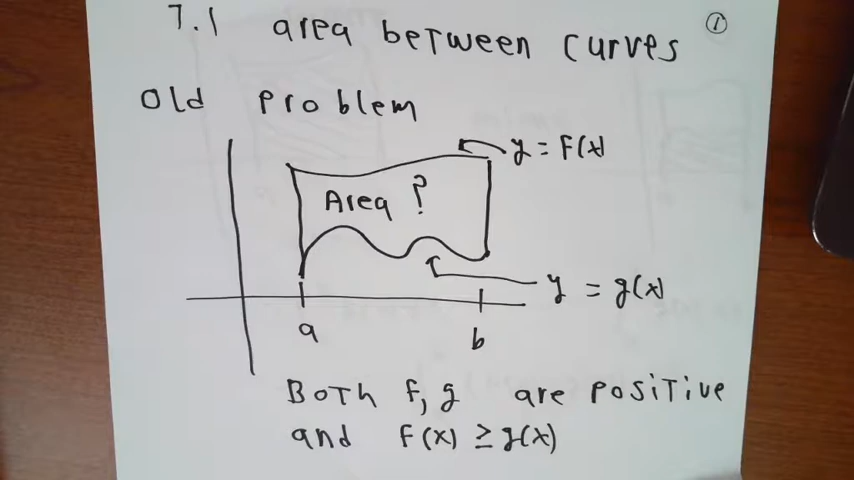 7.1 area between curves ①
Old Problem
y = F(x)
Area ?
y = g(x)
a
b
Both f, g are positive
and F(x) ≥ g(x)